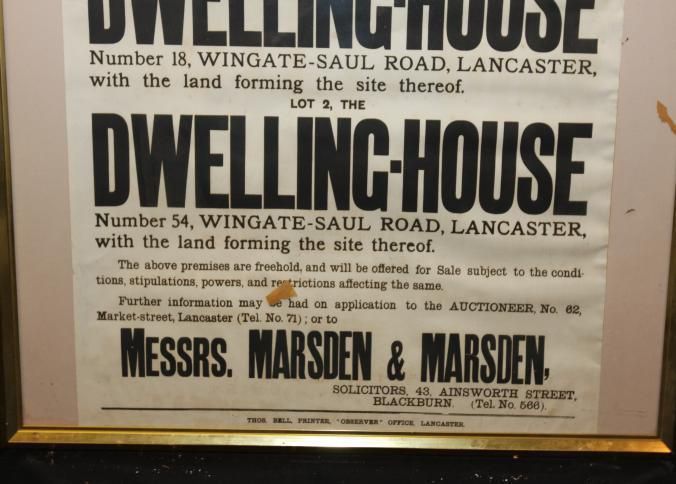 DWELLING-HOUSE
Number 18, WINGATE-SAUL ROAD, LANCASTER,
with the land forming the site thereof.
LOT 2, THE
DWELLING-HOUSE
Number 54, WINGATE-SAUL ROAD, LANCASTER,
with the land forming the site thereof.
The above premises are freehold, and will be offered for Sale subject to the condi-
tions, stipulations, powers, and restrictions affecting the same.
Further information may be had on application to the AUCTIONEER, No. 62,
Market-street, Lancaster (Tel. No. 71); or to
MESSRS. MARSDEN & MARSDEN,
SOLICITORS, 43, AINSWORTH STREET,
BLACKBURN. (Tel. No. 566).
THOS. BELL, PRINTER, "OBSERVER" OFFICE, LANCASTER.